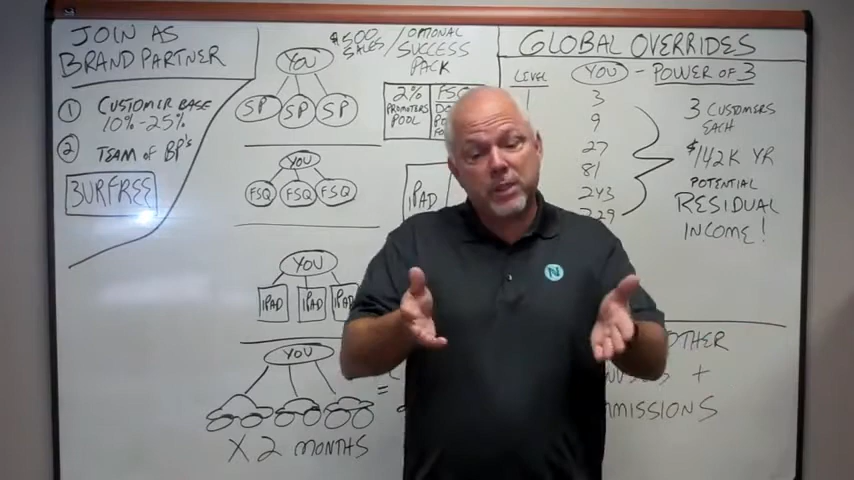 JOIN AS
BRAND PARTNER
1 CUSTOMER BASE
10%-25%
2 TEAM OF BP's
3URFREE
$500
SALES
/OPTIONAL
SUCCESS
PACK
YOU
SP SP SP
2%
PROMOTERS
POOL
FSQ
YOU
FSQ FSQ FSQ
IPAD
YOU
IPAD IPAD IPAD
YOU
=
X 2 MONTHS
GLOBAL OVERRIDES
LEVEL YOU - POWER OF 3
1 3
9
27
81
243
729
3 CUSTOMERS
EACH
$142K YR
POTENTIAL
RESIDUAL
INCOME!
N
OTHER
+
MMISSIONS